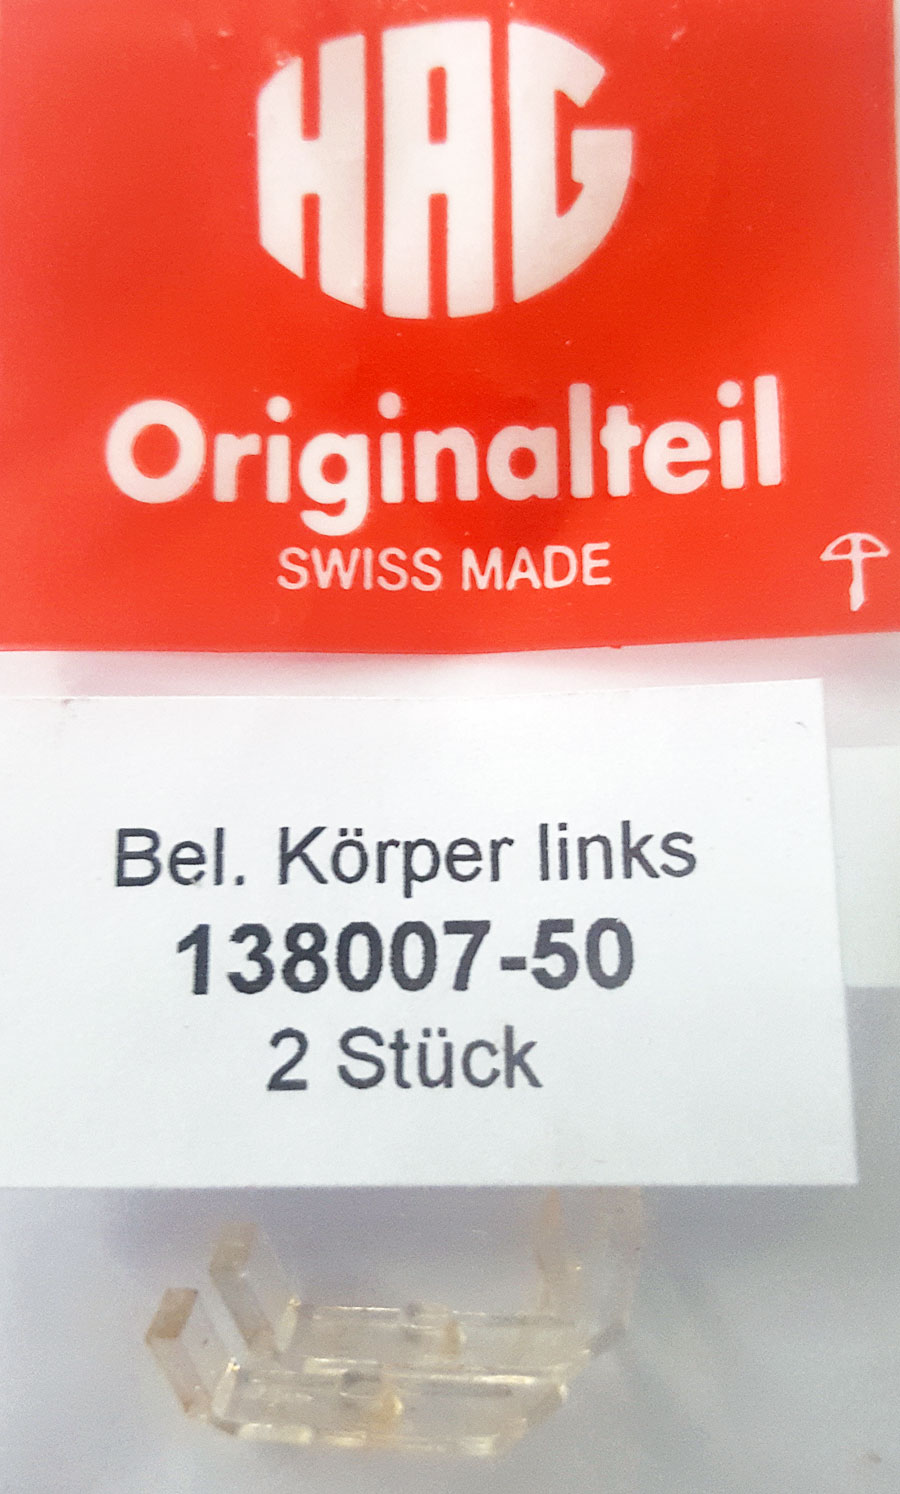 HAG
Originalteil
SWISS MADE
Bel. Körper links
138007-50
2 Stück